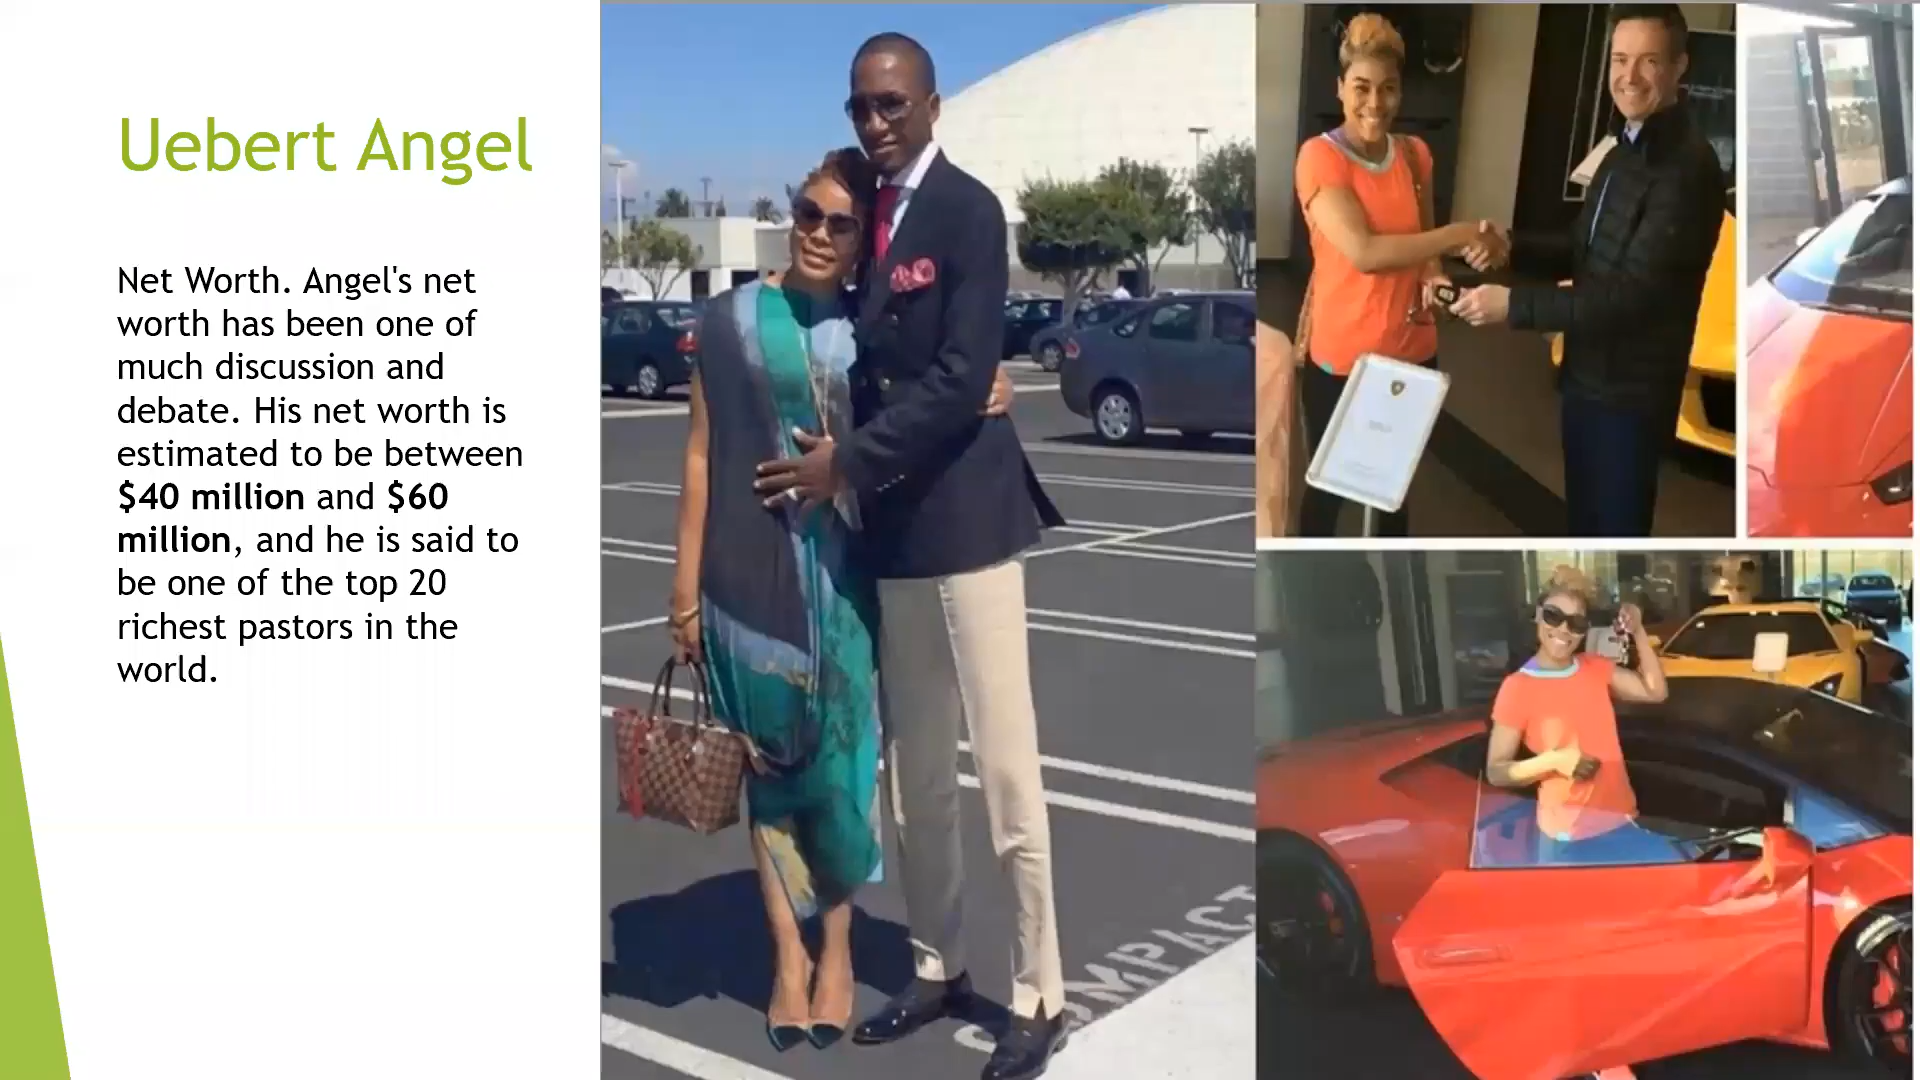 Uebert Angel
Net Worth. Angel's net
worth has been one of
much discussion and
debate. His net worth is
estimated to be between
$40 million and $60
million, and he is said to
be one of the top 20
richest pastors in the
world.
COMPACT